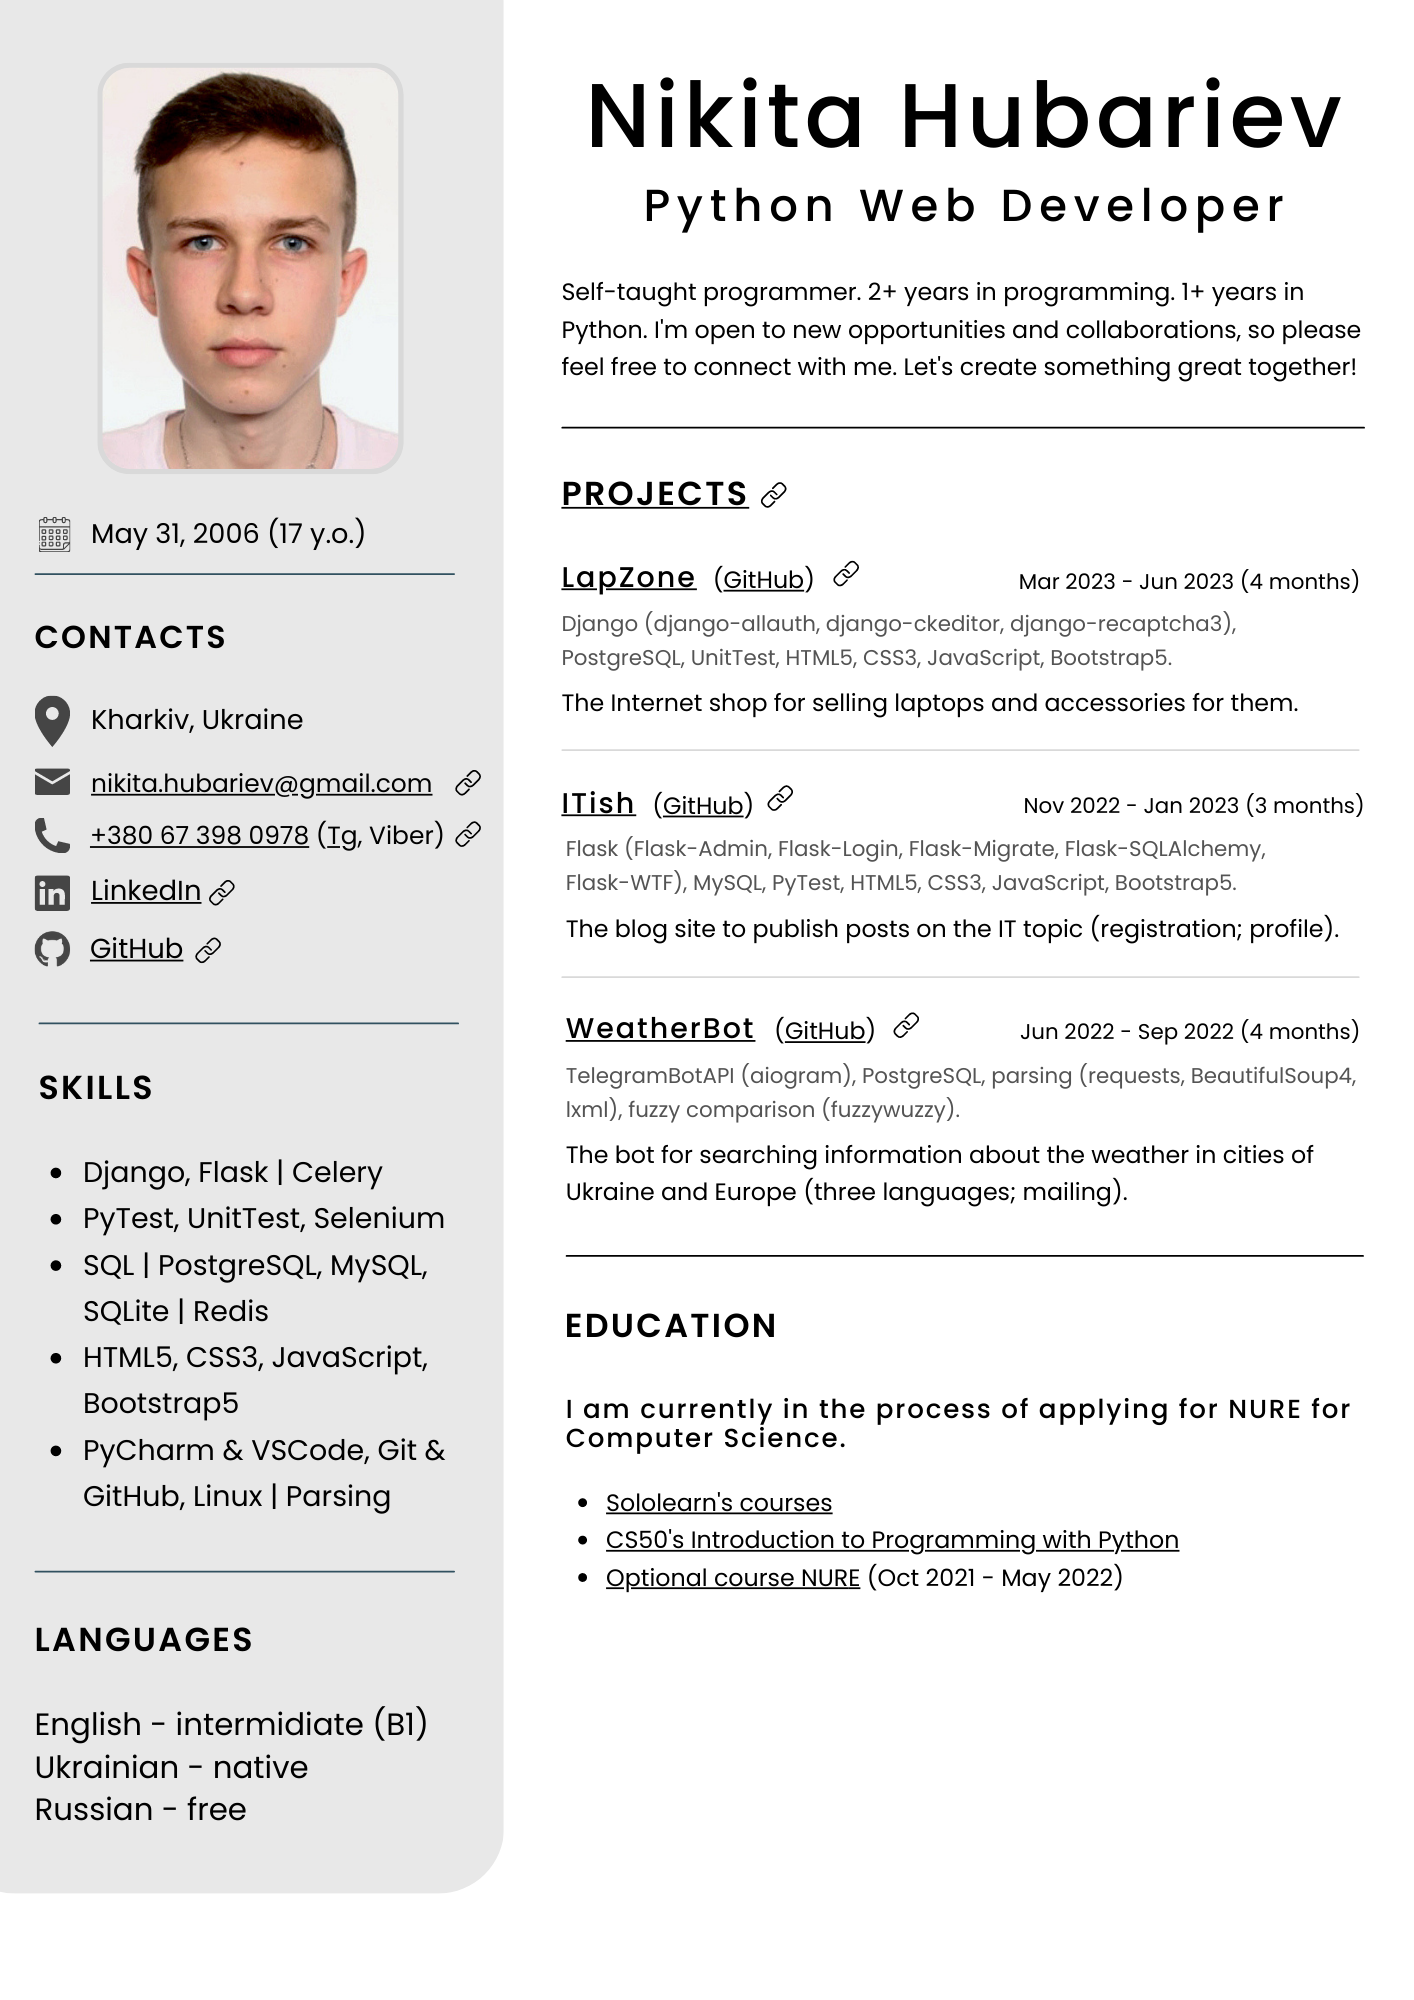 Nikita Hubariev
Python Web Developer
Self-taught programmer. 2+ years in programming. 1+ years in
Python. I'm open to new opportunities and collaborations, so please
feel free to connect with me. Let's create something great together!
May 31, 2006 (17 y.o.)
CONTACTS
Kharkiv, Ukraine
nikita.hubariev@gmail.com
+380 67 398 0978 (Tg, Viber)
LinkedIn
GitHub
SKILLS
• Django, Flask | Celery
• PyTest, UnitTest, Selenium
• SQL | PostgreSQL, MySQL,
SQLite | Redis
• HTML5, CSS3, JavaScript,
Bootstrap5
• PyCharm & VSCode, Git &
GitHub, Linux | Parsing
LANGUAGES
English - intermidiate (B1)
Ukrainian - native
Russian - free
PROJECTS
LapZone (GitHub) Mar 2023 - Jun 2023 (4 months)
Django (django-allauth, django-ckeditor, django-recaptcha3),
PostgreSQL, UnitTest, HTML5, CSS3, JavaScript, Bootstrap5.
The Internet shop for selling laptops and accessories for them.
ITish (GitHub) Nov 2022 - Jan 2023 (3 months)
Flask (Flask-Admin, Flask-Login, Flask-Migrate, Flask-SQLAlchemy,
Flask-WTF), MySQL, PyTest, HTML5, CSS3, JavaScript, Bootstrap5.
The blog site to publish posts on the IT topic (registration; profile).
WeatherBot (GitHub) Jun 2022 - Sep 2022 (4 months)
TelegramBotAPI (aiogram), PostgreSQL, parsing (requests, BeautifulSoup4,
lxml), fuzzy comparison (fuzzywuzzy).
The bot for searching information about the weather in cities of
Ukraine and Europe (three languages; mailing).
EDUCATION
I am currently in the process of applying for NURE for
Computer Science.
• Sololearn's courses
• CS50's Introduction to Programming with Python
• Optional course NURE (Oct 2021 - May 2022)